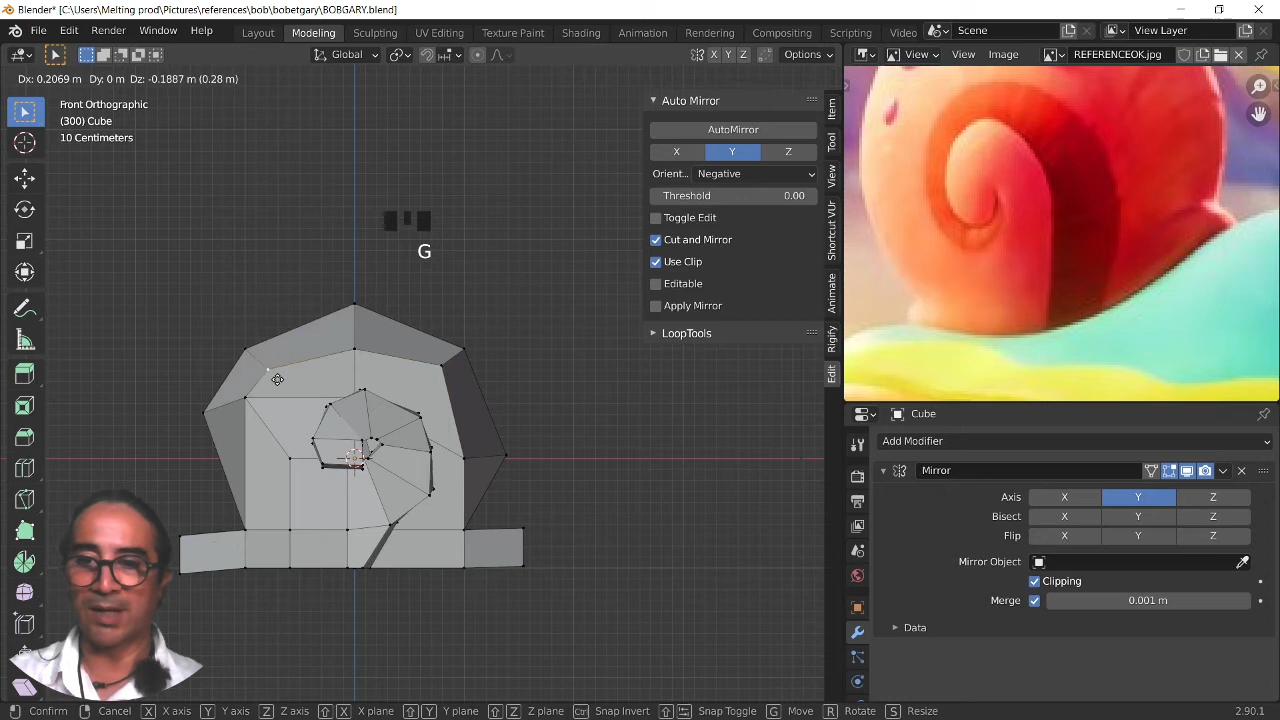 Blender* [C:\Users\Melting prod\Pictures\references\bob\bobetgary\BOBGARY.blend]
File Edit Render Window Help Layout Modeling Sculpting UV Editing Texture Paint Shading Animation Rendering Compositing Scripting Video Scene View Layer
Global X Y Z Options View View Image REFERENCEOK.jpg
Dx: 0.2069 m Dy: 0 m Dz: -0.1887 m (0.28 m)
Front Orthographic
(300) Cube
10 Centimeters
G
Auto Mirror
AutoMirror
X Y Z
Orient.. Negative
Threshold 0.00
Toggle Edit
Cut and Mirror
Use Clip
Editable
Apply Mirror
LoopTools
Item
Tool
View
Shortcut VUr
Animate
Rigify
Edit
Cube
Add Modifier
Mirror
Axis X Y Z
Bisect X Y Z
Flip X Y Z
Mirror Object
Clipping
Merge 0.001 m
Data
Confirm Cancel X X axis Y Y axis Z Z axis X X plane Y Y plane Z Z plane Ctrl Snap Invert Snap Toggle G Move R Rotate S Resize 2.90.1